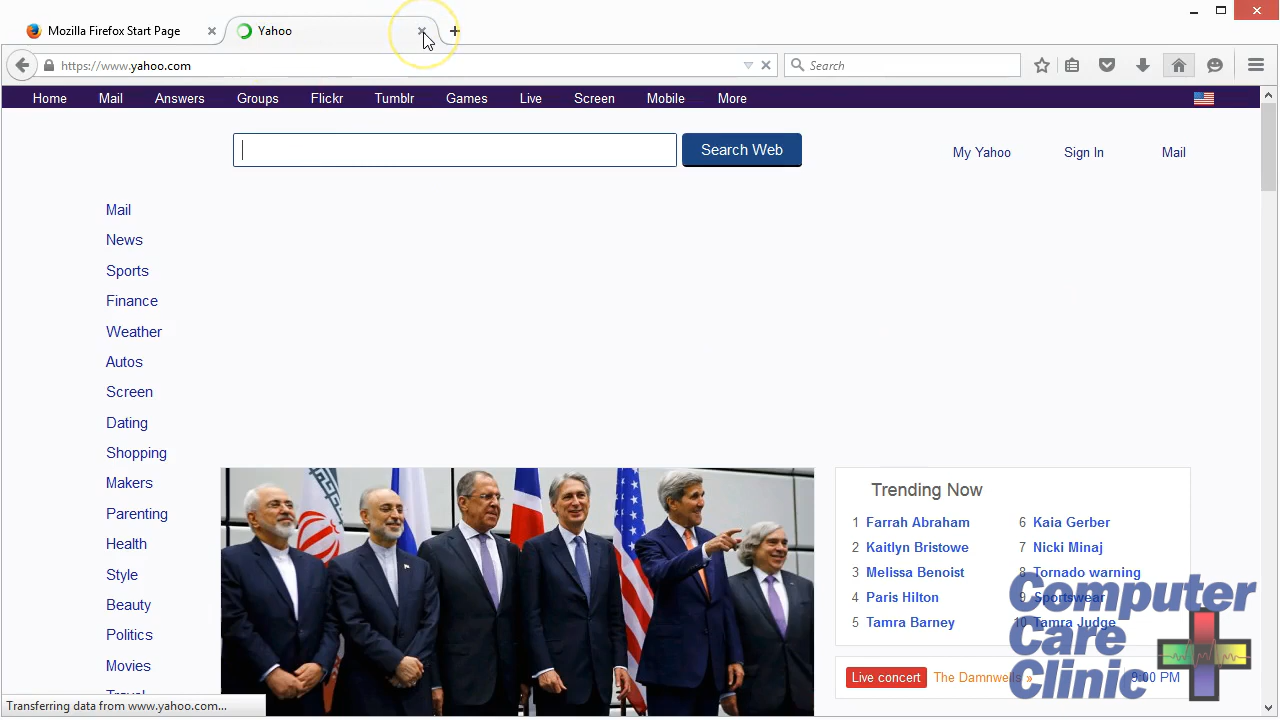 Mozilla Firefox Start Page
Yahoo
https://www.yahoo.com
Search
Home Mail Answers Groups Flickr Tumblr Games Live Screen Mobile More
Search Web
My Yahoo Sign In Mail
Mail
News
Sports
Finance
Weather
Autos
Screen
Dating
Shopping
Makers
Parenting
Health
Style
Beauty
Politics
Movies
Travel
Trending Now
1 Farrah Abraham
2 Kaitlyn Bristowe
3 Melissa Benoist
4 Paris Hilton
5 Tamra Barney
6 Kaia Gerber
7 Nicki Minaj
8 Tornado warning
9 Sportswear
10 Tamra Judge
Live concert The Damnwells » 9:00 PM
Computer
Care
Clinic
Transferring data from www.yahoo.com...